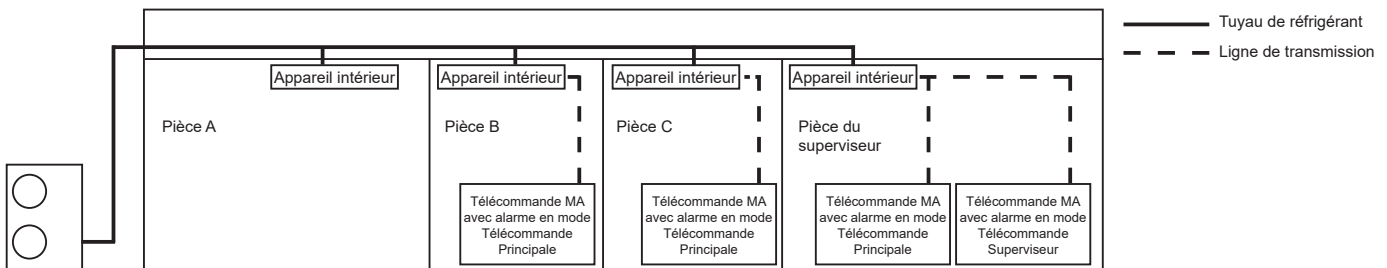 Tuyau de réfrigérant
Ligne de transmission
Appareil intérieur
Appareil intérieur
Appareil intérieur
Appareil intérieur
Pièce A
Pièce B
Pièce C
Pièce du
superviseur
Télécommande MA
avec alarme en mode
Télécommande
Principale
Télécommande MA
avec alarme en mode
Télécommande
Principale
Télécommande MA
avec alarme en mode
Télécommande
Principale
Télécommande MA
avec alarme en mode
Télécommande
Superviseur